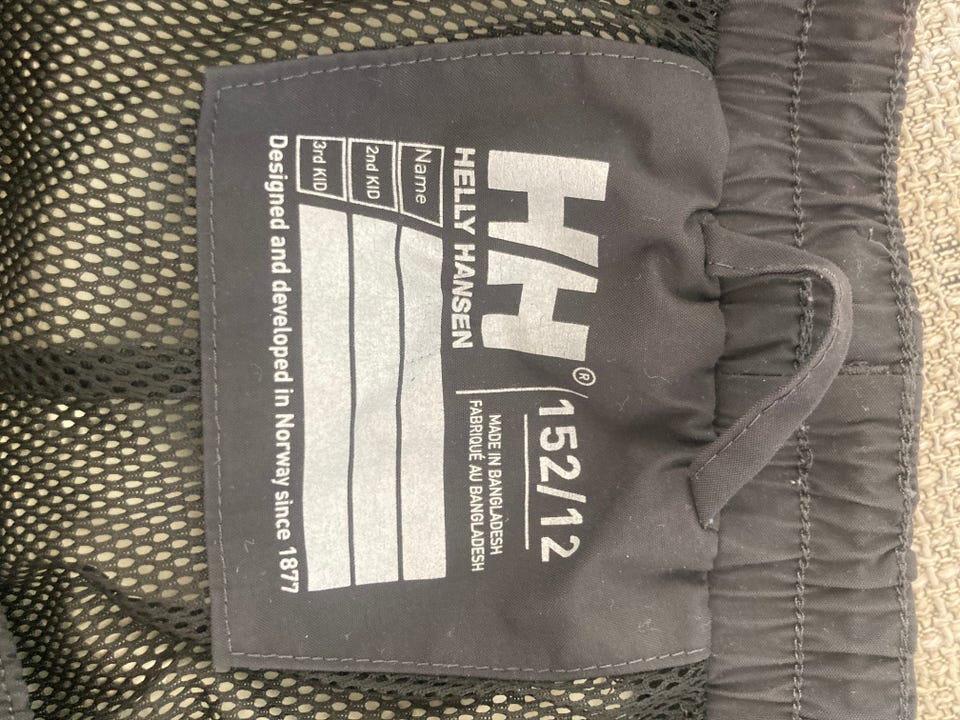 HH®
HELLY HANSEN
152/12
MADE IN BANGLADESH
FABRIQUÉ AU BANGLADESH
Name
2nd KID
3rd KID
Designed and developed in Norway since 1877